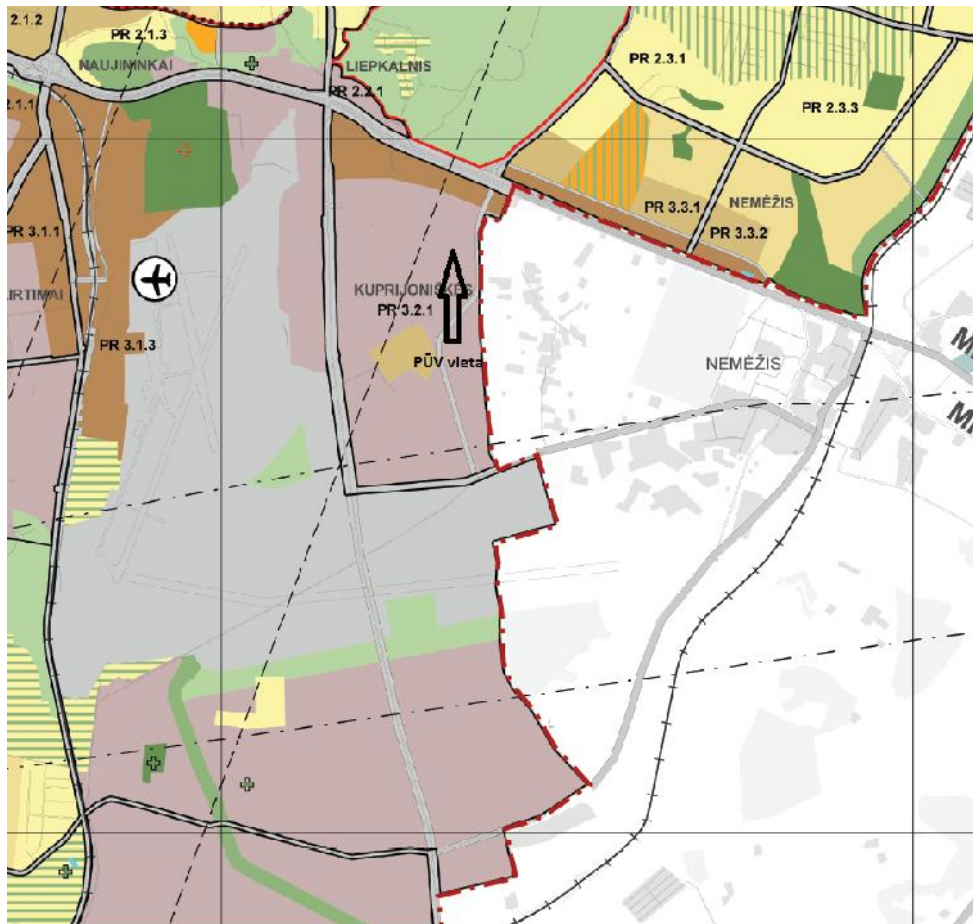 2.1.2
PR 2.1.3
NAUJININKAI
LIEPKALNIS
PR 2.2.1
PR 2.3.1
PR 2.3.3
2.1.1
PR 3.3.1
NEMĖŽIS
PR 3.3.2
PR 3.1.1
KIRTIMAI
KUPRIJONIŠKĖS
PR 3.2.1
PR 3.1.3
PŪV vieta
NEMĖŽIS